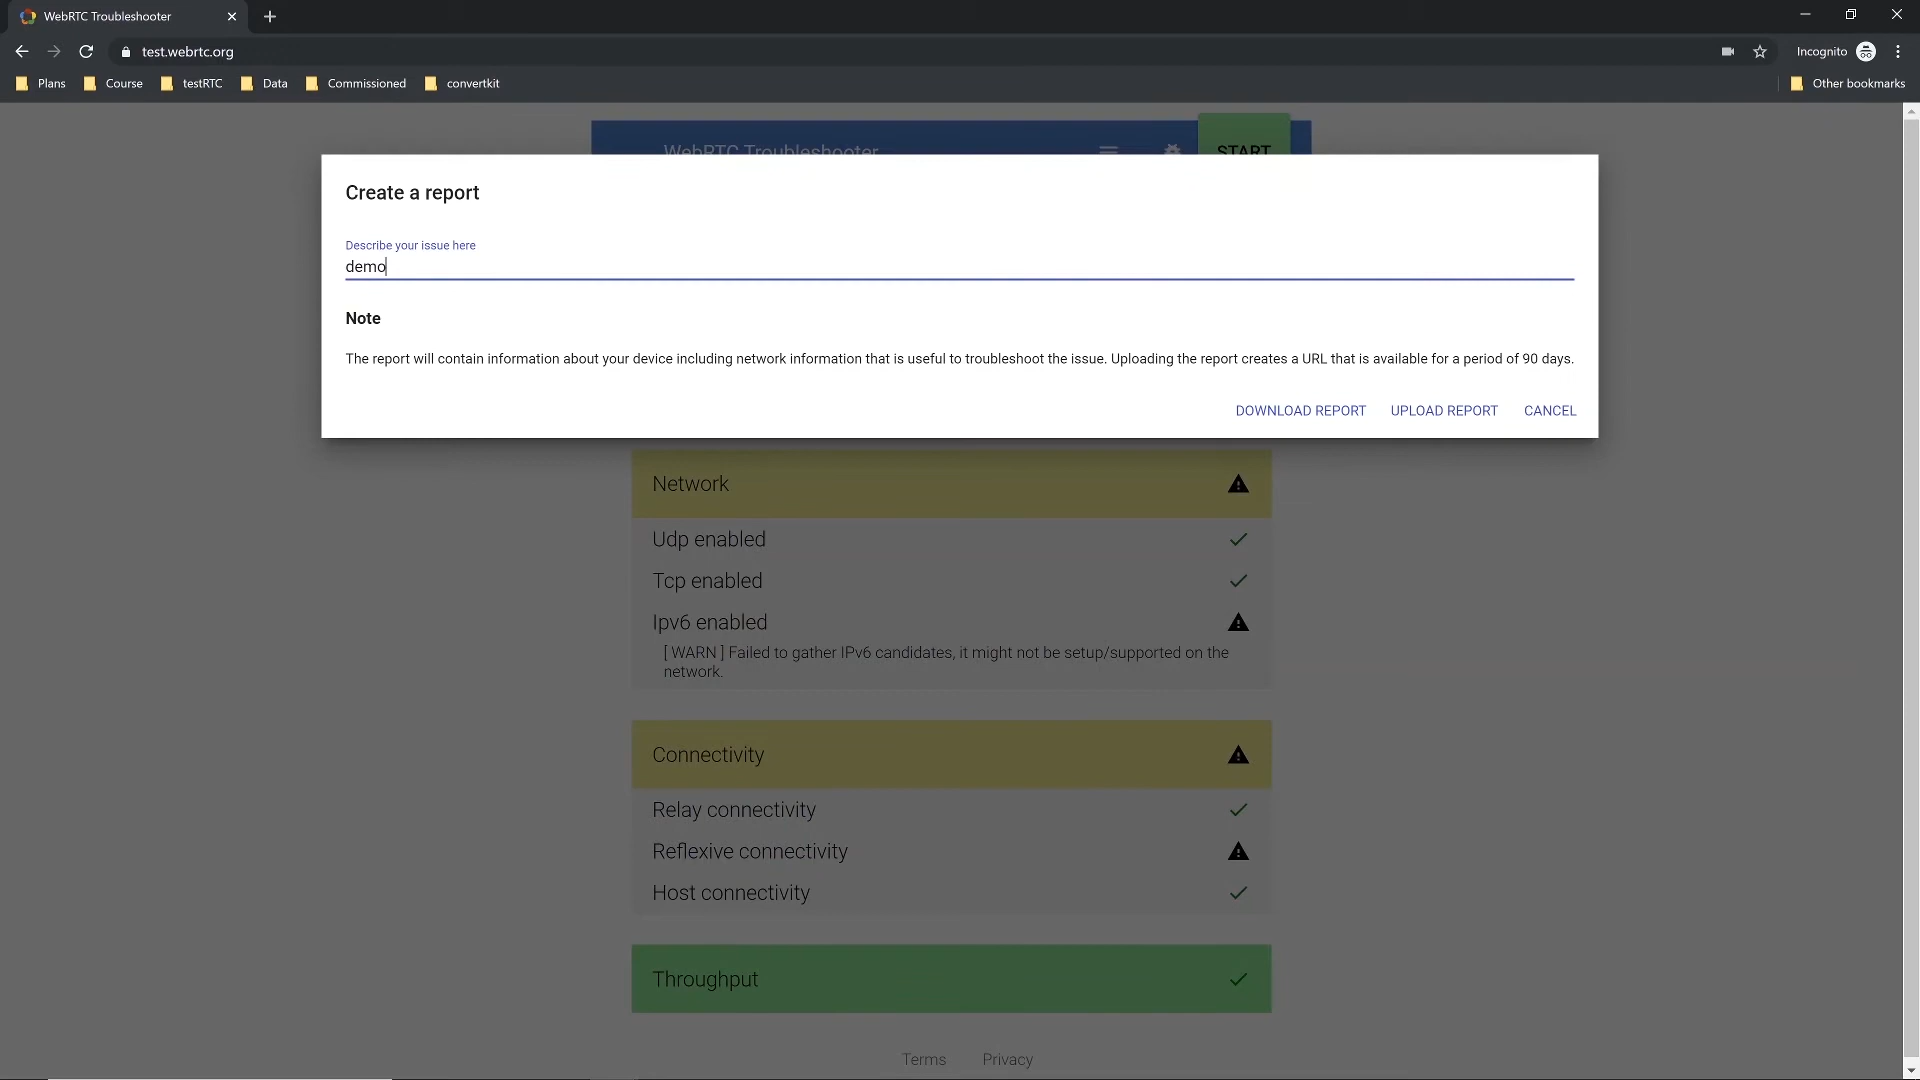 WebRTC Troubleshooter
test.webrtc.org
Incognito
Plans
Course
testRTC
Data
Commissioned
convertkit
Other bookmarks
WebRTC Troubleshooter
START
Create a report
Describe your issue here
demo
Note
The report will contain information about your device including network information that is useful to troubleshoot the issue. Uploading the report creates a URL that is available for a period of 90 days.
DOWNLOAD REPORT
UPLOAD REPORT
CANCEL
Network
Udp enabled
Tcp enabled
Ipv6 enabled
[ WARN ] Failed to gather IPv6 candidates, it might not be setup/supported on the
network.
Connectivity
Relay connectivity
Reflexive connectivity
Host connectivity
Throughput
Terms
Privacy